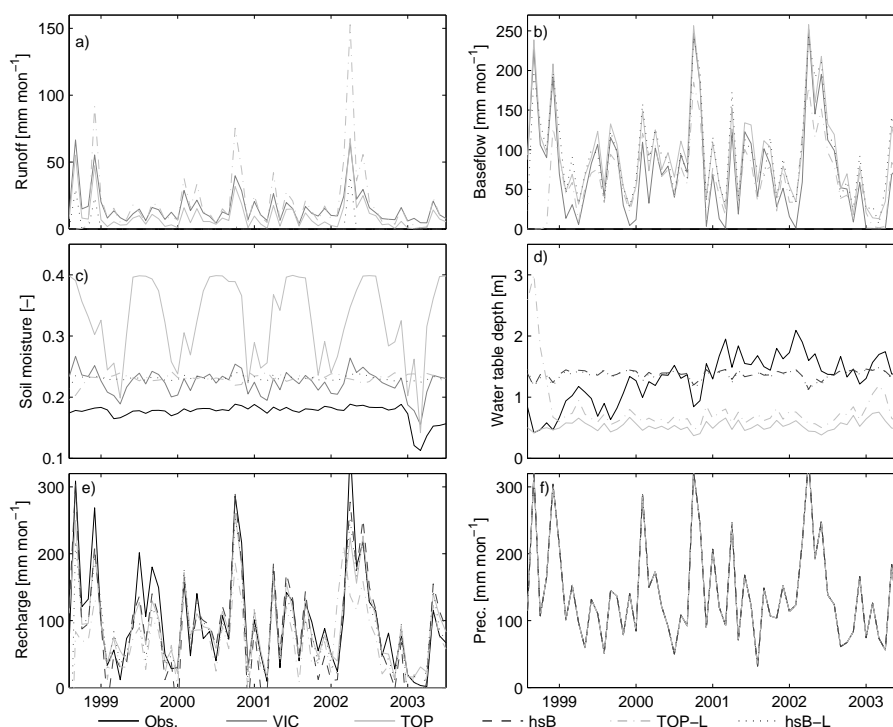 a)
Runoff [mm mon⁻¹]
150
100
50
0
b)
Baseflow [mm mon⁻¹]
250
200
150
100
50
0
c)
Soil moisture [−]
0.4
0.3
0.2
0.1
d)
Water table depth [m]
3
2
1
0
e)
Recharge [mm mon⁻¹]
300
200
100
0
1999 2000 2001 2002 2003
f)
Prec. [mm mon⁻¹]
300
200
100
0
1999 2000 2001 2002 2003
Obs. VIC TOP hsB TOP−L hsB−L